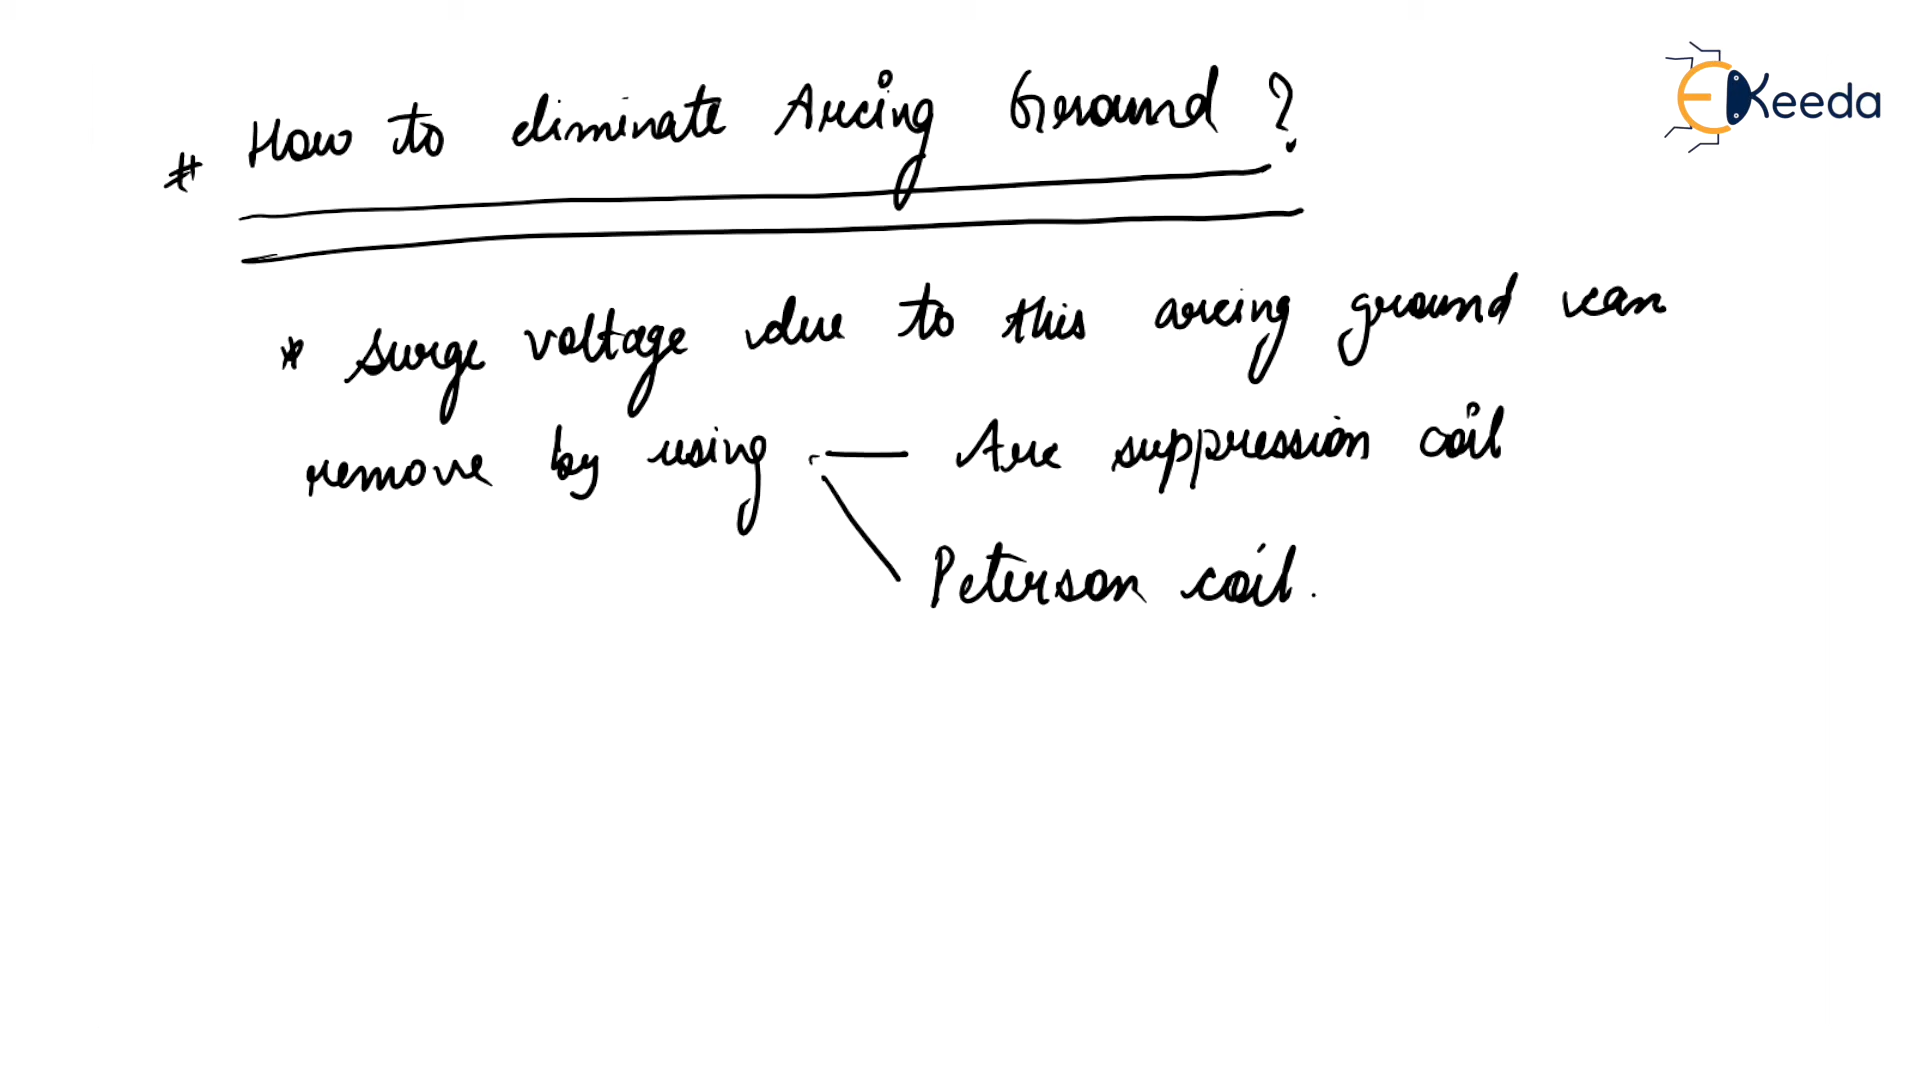 EKeeda
# How to eliminate Arcing Ground ?
* surge voltage due to this arcing ground can
remove by using — Arc suppression coil
Peterson coil.